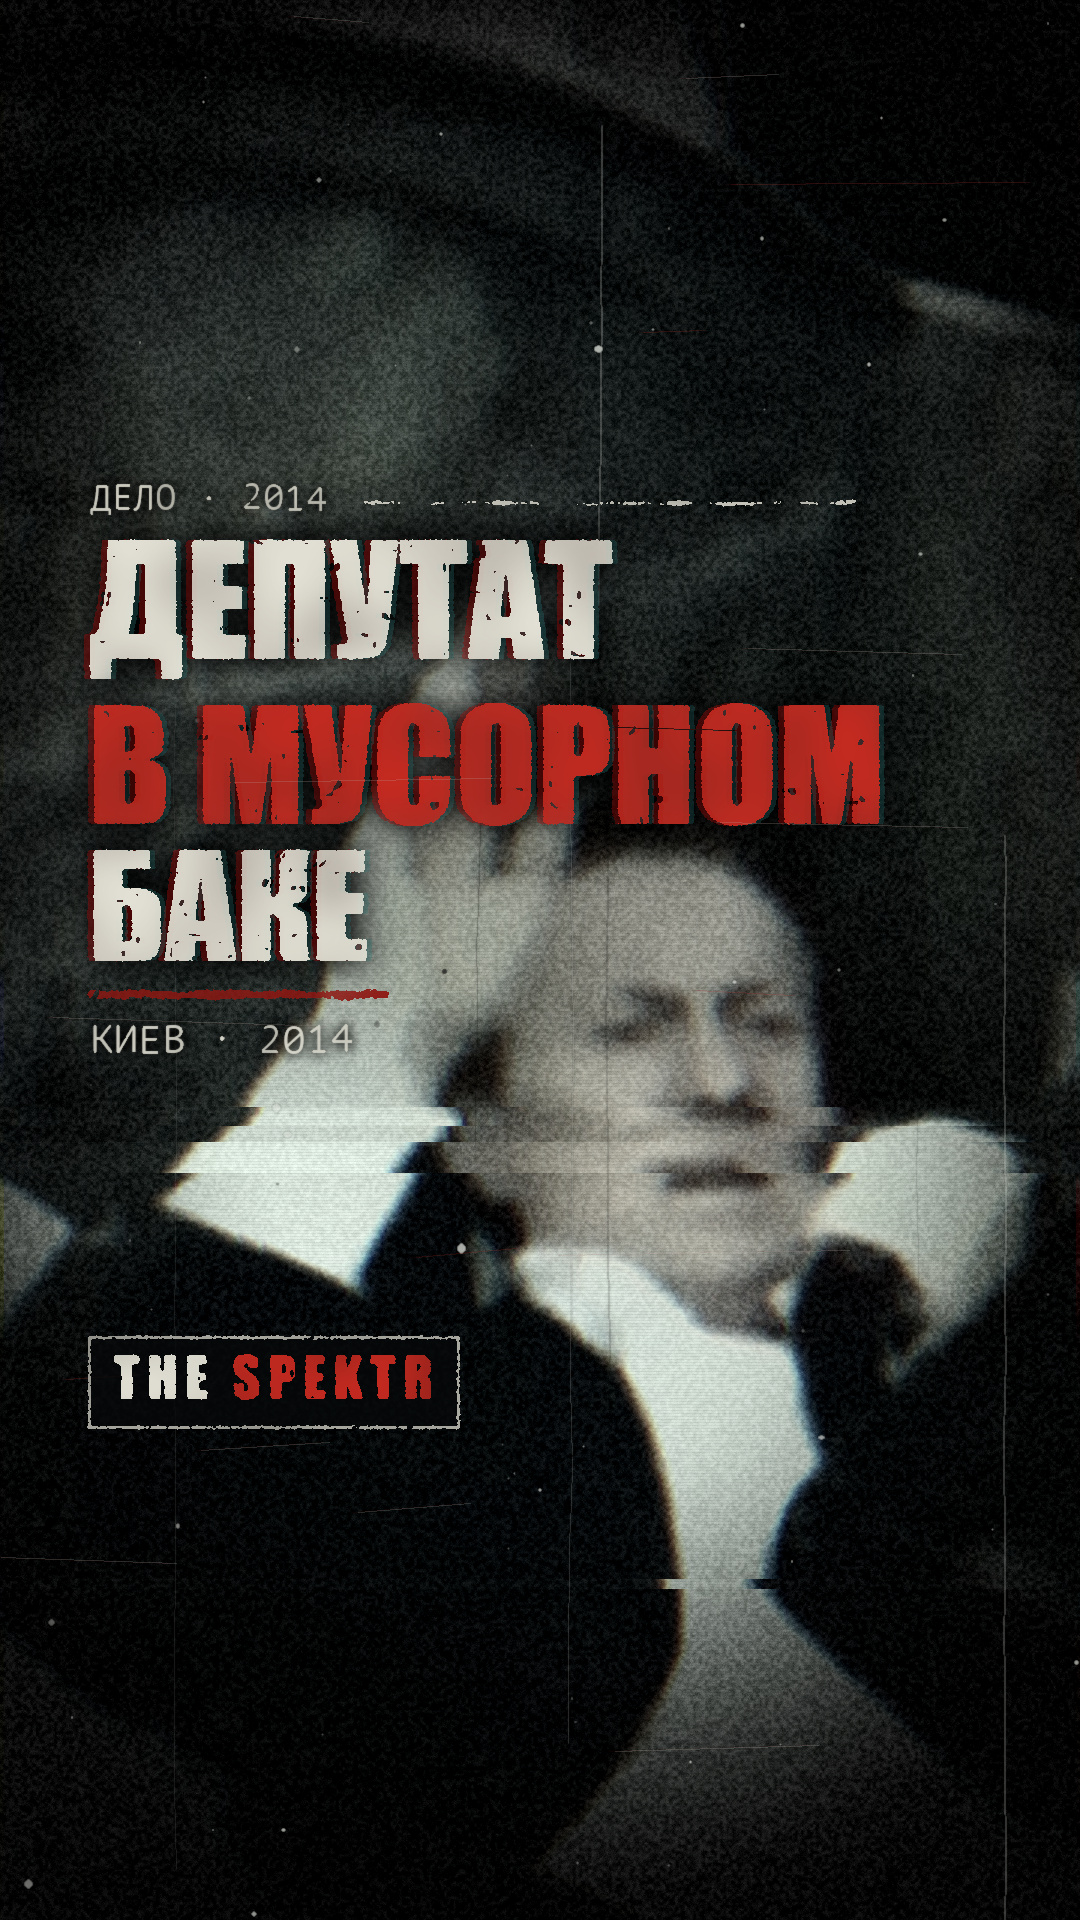 ДЕЛО · 2014
ДЕПУТАТ
В МУСОРНОМ
БАКЕ
КИЕВ · 2014
THE SPEKTR